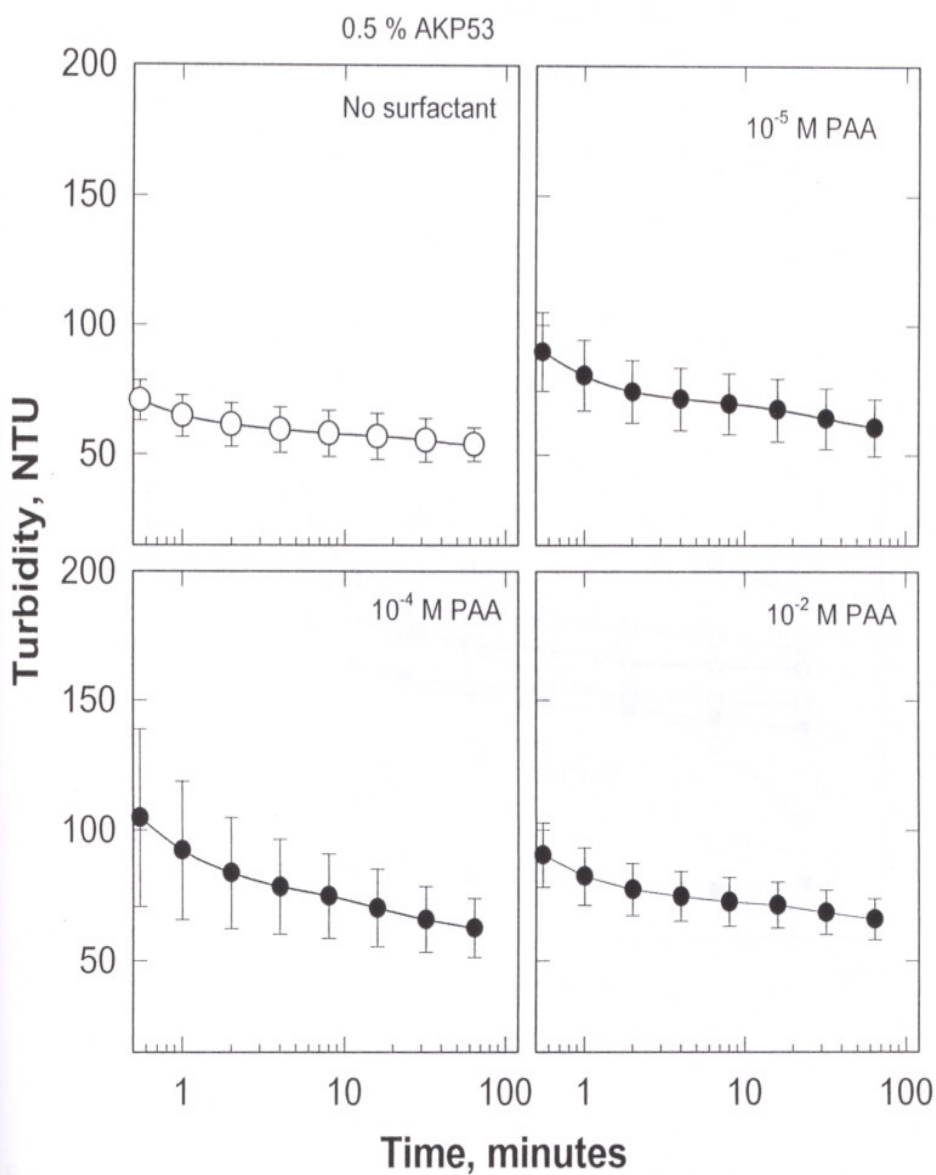 0.5 % AKP53
200
No surfactant
10⁻⁵ M PAA
150
100
50
Turbidity, NTU
200
10⁻⁴ M PAA
10⁻² M PAA
150
100
50
1 10 100 1 10 100
Time, minutes